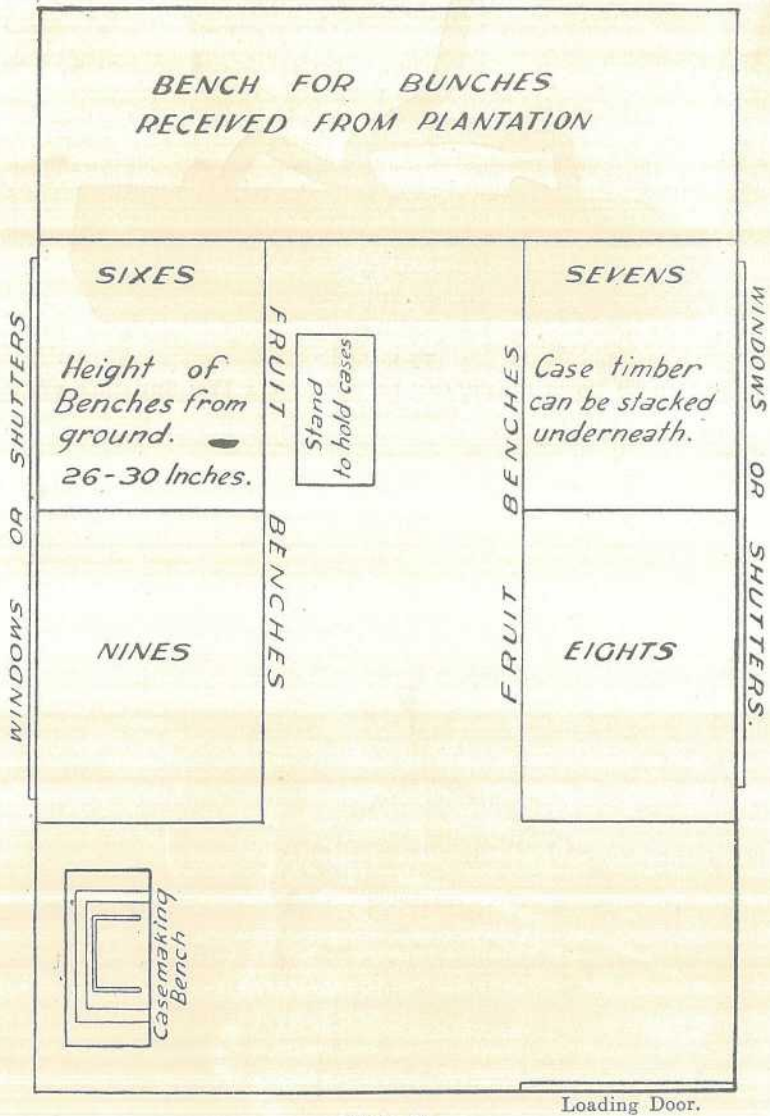 BENCH FOR BUNCHES
RECEIVED FROM PLANTATION
SIXES
SEVENS
WINDOWS OR SHUTTERS
Height of
Benches from
ground.
26-30 Inches.
FRUIT BENCHES
Stand
to hold cases
FRUIT BENCHES
Case timber
can be stacked
underneath.
WINDOWS OR SHUTTERS.
NINES
EIGHTS
Casemaking
Bench
Loading Door.